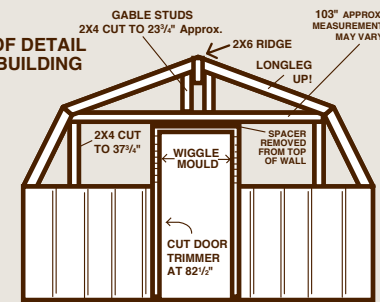 OF DETAIL
BUILDING
GABLE STUDS
2X4 CUT TO 23¾" Approx.
2X6 RIDGE
103" APPROX
MEASUREMENT
MAY VARY
LONGLEG
UP!
2X4 CUT
TO 37¾"
WIGGLE
MOULD
SPACER
REMOVED
FROM TOP
OF WALL
CUT DOOR
TRIMMER
AT 82½"